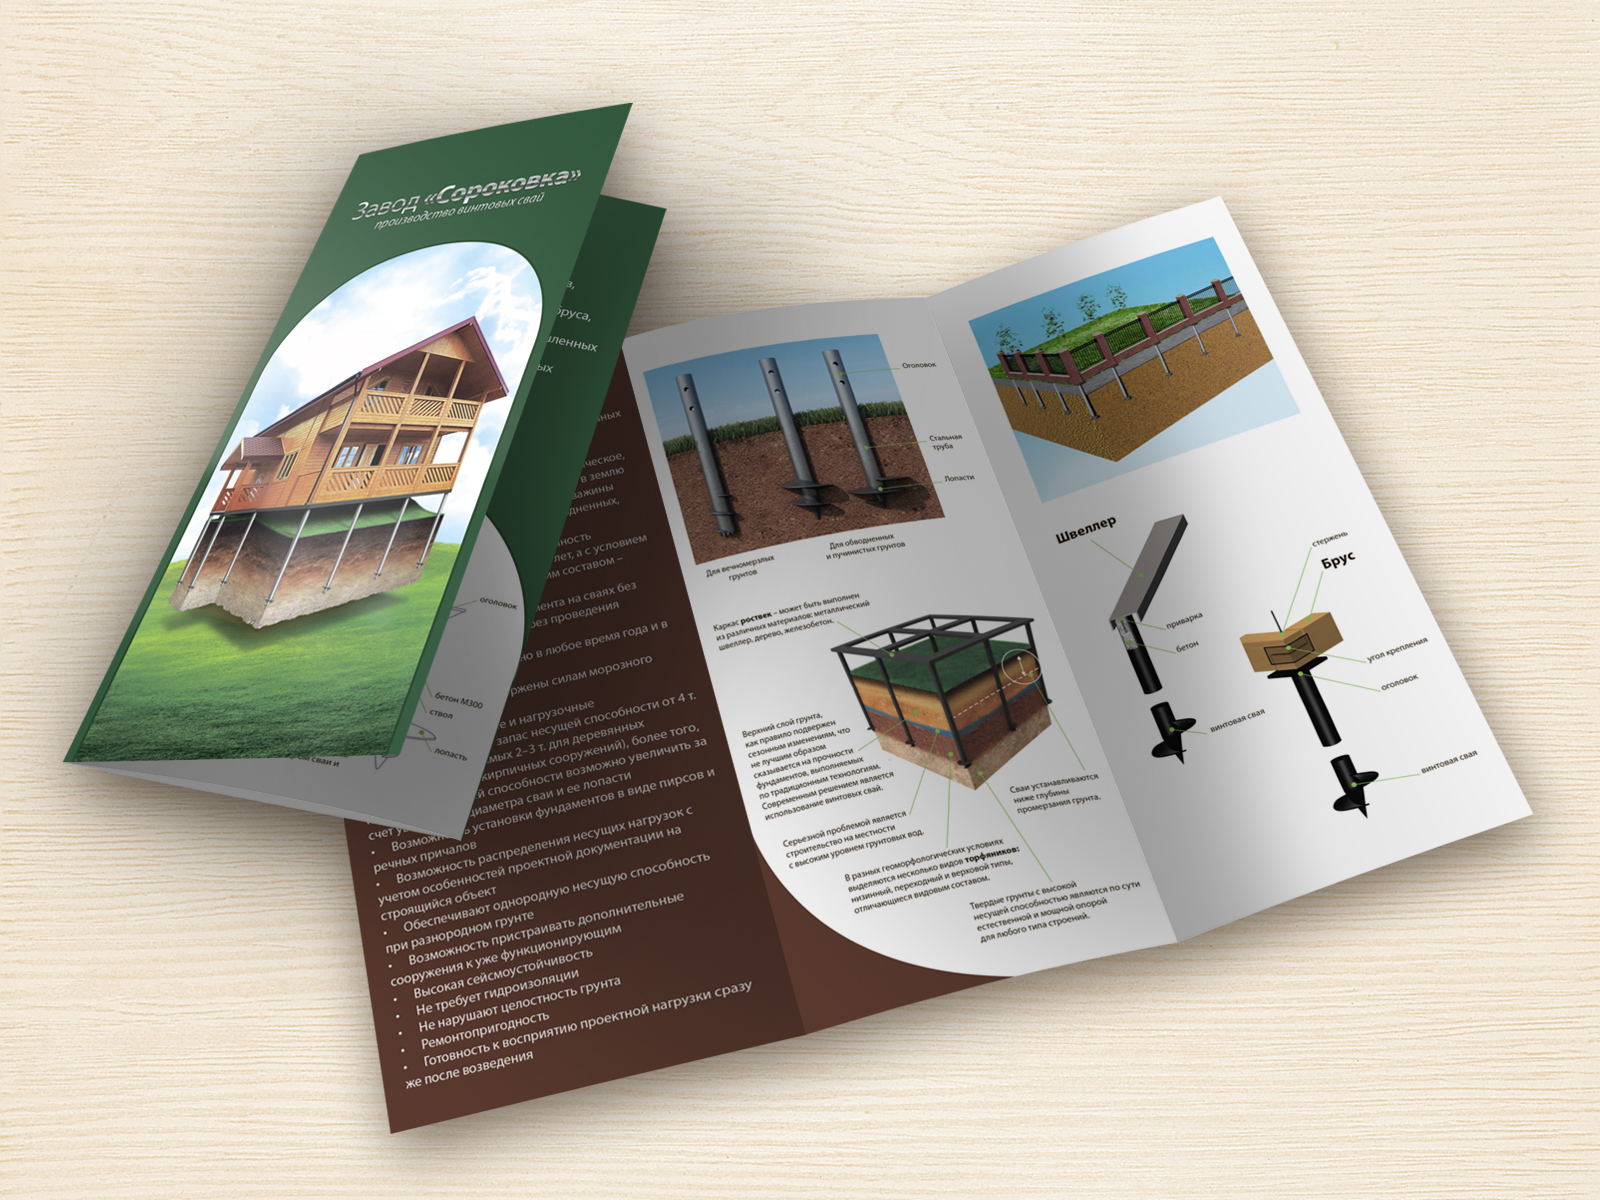 Завод «Сороковка»
производство винтовых свай
оруса,
ленных
ых
оголовок
бетон М300
ствол
лопасть
сваи и
ных
ческое,
в землю
важины
дненных,
ность
лет, а с условием
им составом –
мента на сваях без
без проведения
но в любое время года и в
ржены силам морозного
е и нагрузочные
запас несущей способности от 4 т.
мых 2–3 т. для деревянных
кирпичных сооружений), более того,
й способности возможно увеличить за
счет диаметра сваи и ее лопасти
• Возможность установки фундаментов в виде пирсов и
речных причалов
• Возможность распределения несущих нагрузок с
учетом особенностей проектной документации на
строящийся объект
• Обеспечивают однородную несущую способность
при разнородном грунте
• Возможность пристраивать дополнительные
сооружения к уже функционирующим
• Высокая сейсмоустойчивость
• Не требует гидроизоляции
• Не нарушают целостность грунта
• Ремонтопригодность
• Готовность к восприятию проектной нагрузки сразу
же после возведения
Оголовок
Стальная
труба
Лопасти
Для вечномерзлых
грунтов
Для обводненных
и пучинистых грунтов
Каркас роствек – может быть выполнен
из различных материалов: металлический
швеллер, дерево, железобетон.
Верхний слой грунта,
как правило подвержен
сезонным изменениям, что
не лучшим образом
сказывается на прочности
фундаментов, выполняемых
по традиционным технологиям.
Современным решением является
использование винтовых свай.
Серьезной проблемой является
строительство на местности
с высоким уровнем грунтовых вод.
В разных геоморфологических условиях
выделяются несколько видов торфяников:
низинный, переходный и верховой типы,
отличающиеся видовым составом.
Сваи устанавливаются
ниже глубины
промерзания грунта.
Твердые грунты с высокой
несущей способностью являются по сути
естественной и мощной опорой
для любого типа строений.
Швеллер
приварка
бетон
винтовая свая
стержень
Брус
угол крепления
оголовок
винтовая свая